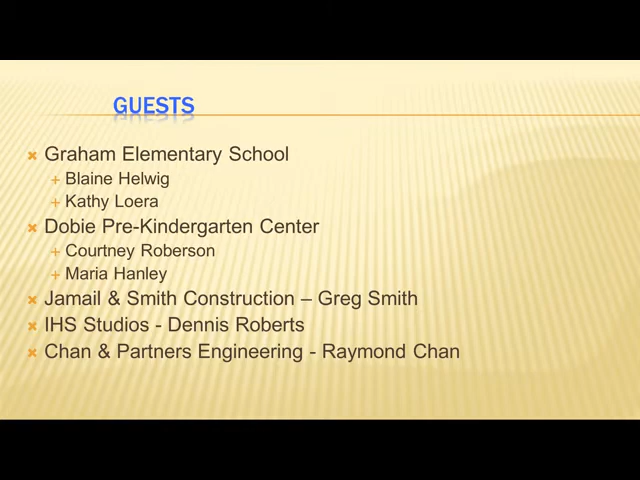 GUESTS
Graham Elementary School
Blaine Helwig
Kathy Loera
Dobie Pre-Kindergarten Center
Courtney Roberson
Maria Hanley
Jamail & Smith Construction – Greg Smith
IHS Studios - Dennis Roberts
Chan & Partners Engineering - Raymond Chan